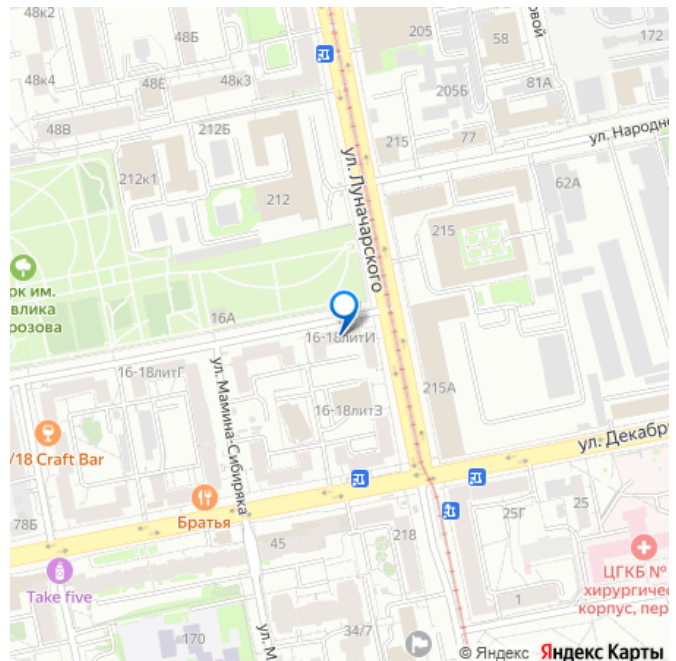 48к2
48Б
205
58
172
48к4
48Е
48к3
205Б
81А
48В
212Б
215
77
ул. Народн
212к1
212
ул. Луначарского
62А
215
рк им.
влика
розова
16А
16-18литИ
16-18литГ
ул. Мамина-Сибиряка
215А
16-18литЗ
/18 Craft Bar
ул. Декабр
78Б
Братья
25Г
25
45
218
Take five
ЦГКБ №
хирургичес
корпус, пер
1
170
34/7
ул. М
© Яндекс Яндекс Карты